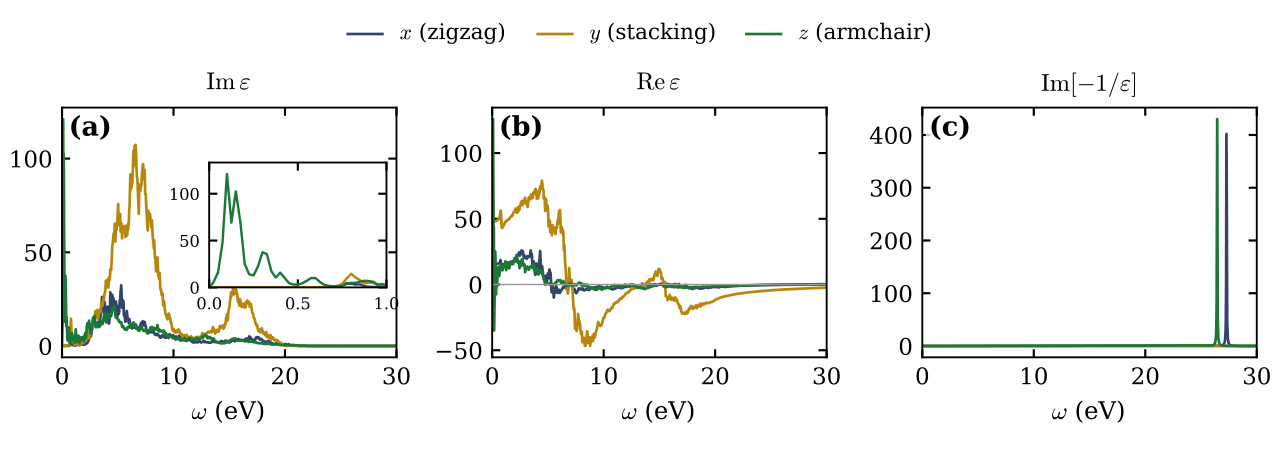 x (zigzag) y (stacking) z (armchair)
Im ε
Re ε
Im[−1/ε]
(a)
100
50
0
0 10 20 30
ω (eV)
100
50
0
0.0 0.5 1.0
(b)
100
50
0
−50
0 10 20 30
ω (eV)
(c)
400
300
200
100
0
0 10 20 30
ω (eV)